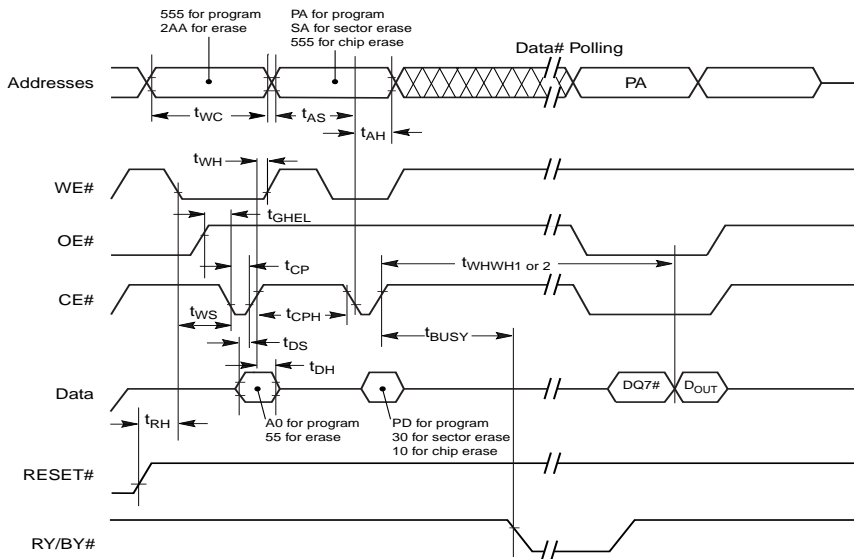 555 for program
2AA for erase
PA for program
SA for sector erase
555 for chip erase
Data# Polling
Addresses
PA
tWC
tAS
tAH
tWH
WE#
tGHEL
OE#
tCP
tWHWH1 or 2
CE#
tWS
tCPH
tBUSY
tDS
tDH
Data
DQ7#
DOUT
tRH
A0 for program
55 for erase
PD for program
30 for sector erase
10 for chip erase
RESET#
RY/BY#